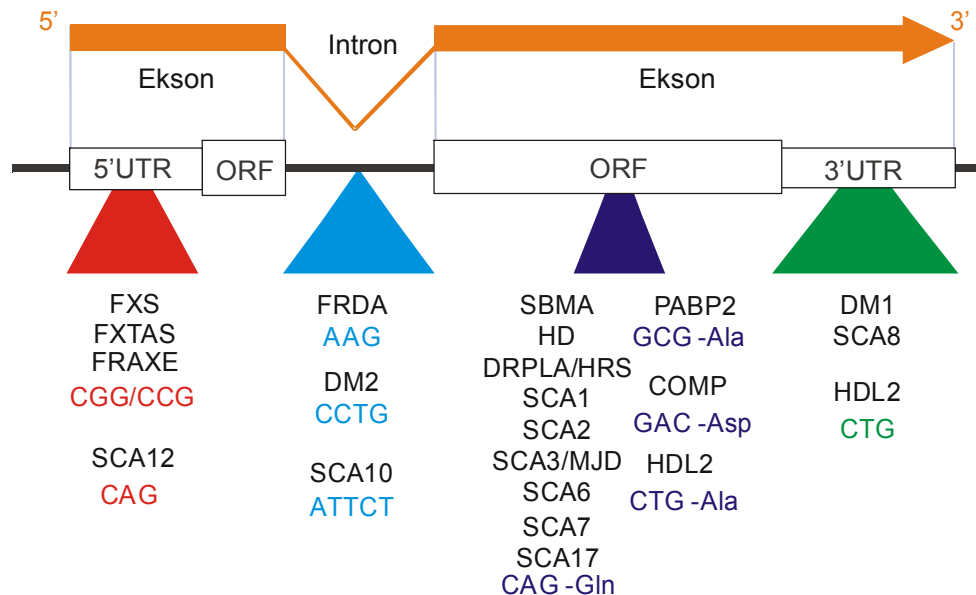 5’
Intron
3’
Ekson
Ekson
5’UTR
ORF
ORF
3’UTR
FXS
FXTAS
FRAXE
CGG/CCG
SCA12
CAG
FRDA
AAG
DM2
CCTG
SCA10
ATTCT
SBMA
HD
DRPLA/HRS
SCA1
SCA2
SCA3/MJD
SCA6
SCA7
SCA17
CAG -Gln
PABP2
GCG -Ala
COMP
GAC -Asp
HDL2
CTG -Ala
DM1
SCA8
HDL2
CTG